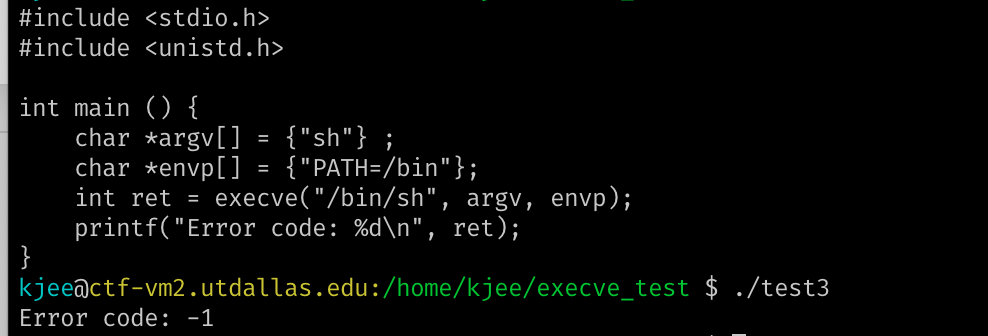 #include <stdio.h>
#include <unistd.h>
int main () {
    char *argv[] = {"sh"} ;
    char *envp[] = {"PATH=/bin"};
    int ret = execve("/bin/sh", argv, envp);
    printf("Error code: %d\n", ret);
}
kjee@ctf-vm2.utdallas.edu:/home/kjee/execve_test $ ./test3
Error code: -1